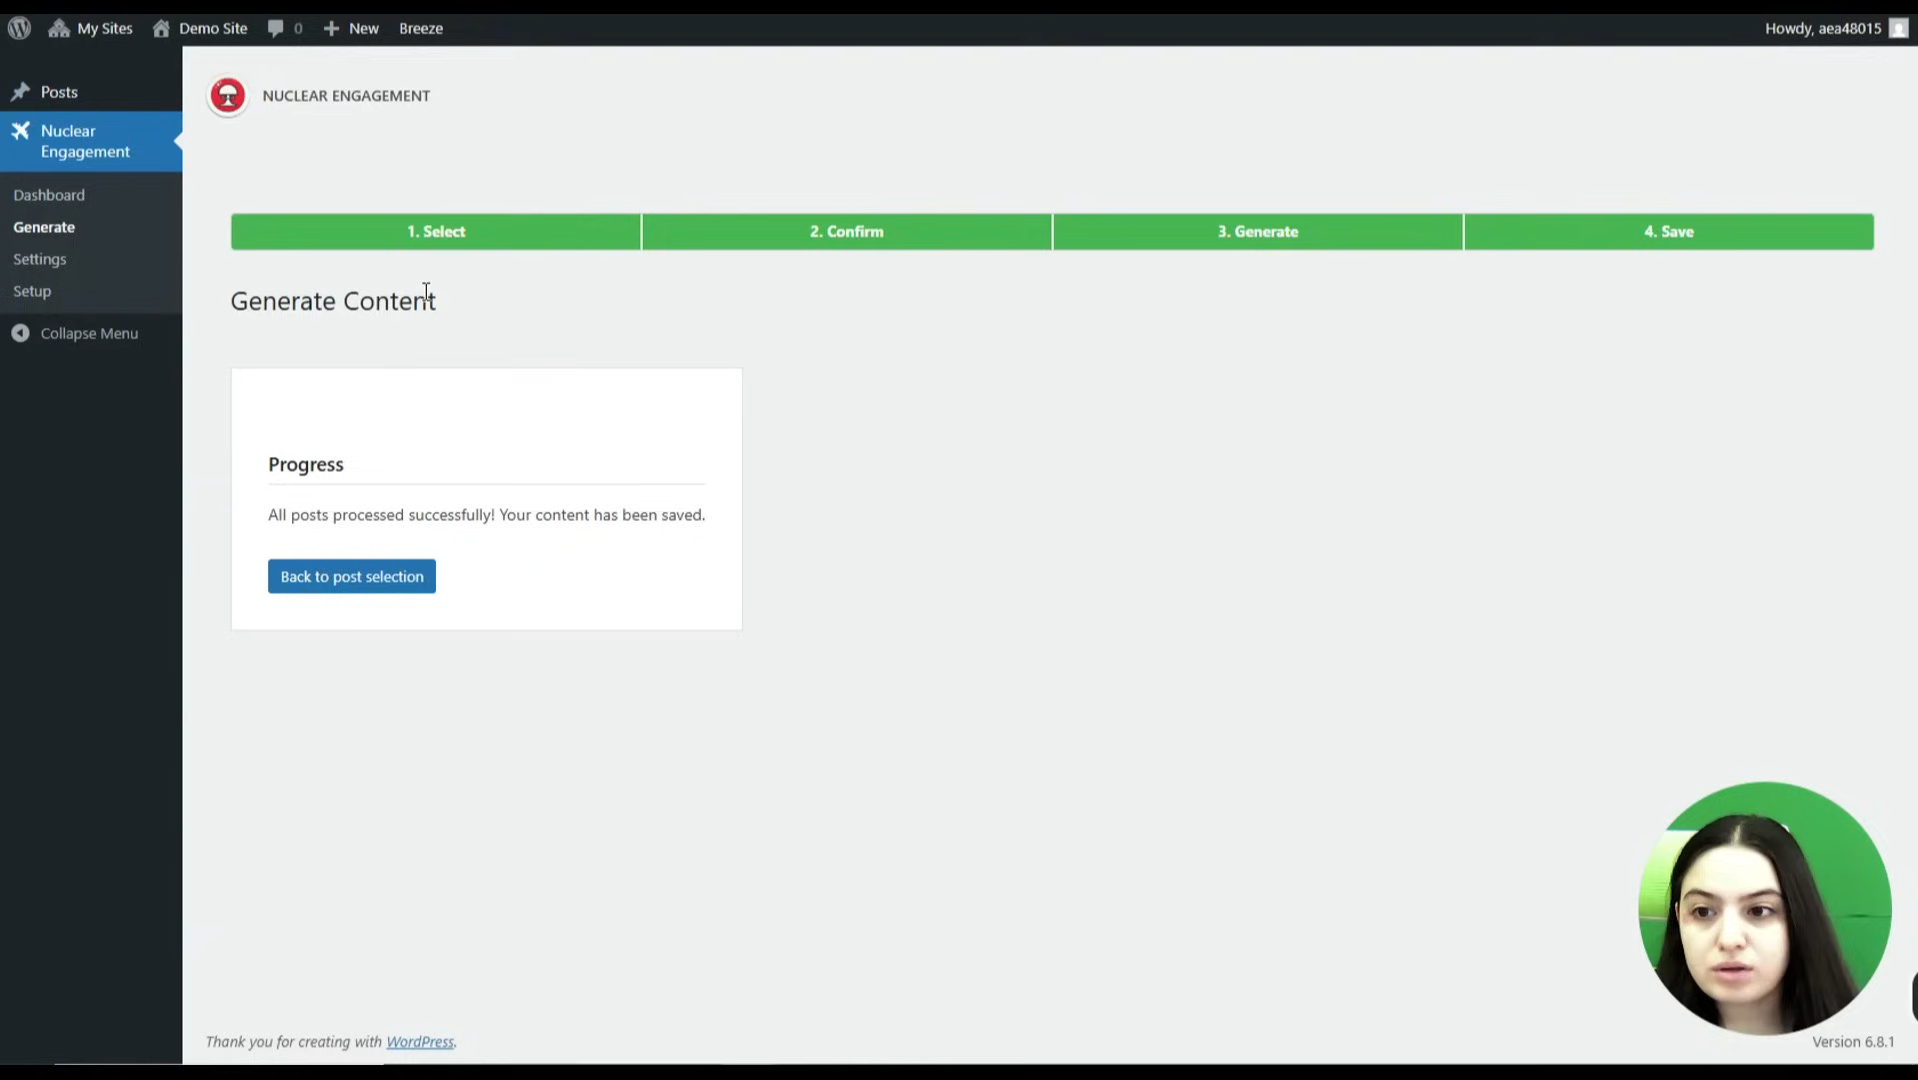 My Sites
Demo Site
0
New
Breeze
Howdy, aea48015
Posts
Nuclear
Engagement
Dashboard
Generate
Settings
Setup
Collapse Menu
NUCLEAR ENGAGEMENT
1. Select
2. Confirm
3. Generate
4. Save
Generate Content
Progress
All posts processed successfully! Your content has been saved.
Back to post selection
Thank you for creating with WordPress.
Version 6.8.1